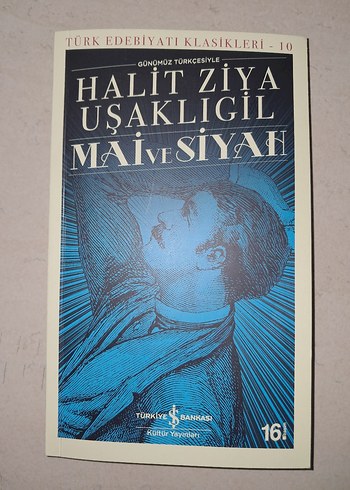 TÜRK EDEBİYATI KLASİKLERİ - 10
GÜNÜMÜZ TÜRKÇESİYLE
HALİT ZİYA
UŞAKLIGİL
MAİ VE SİYAH
TÜRKİYE İŞ BANKASI
Kültür Yayınları
16.